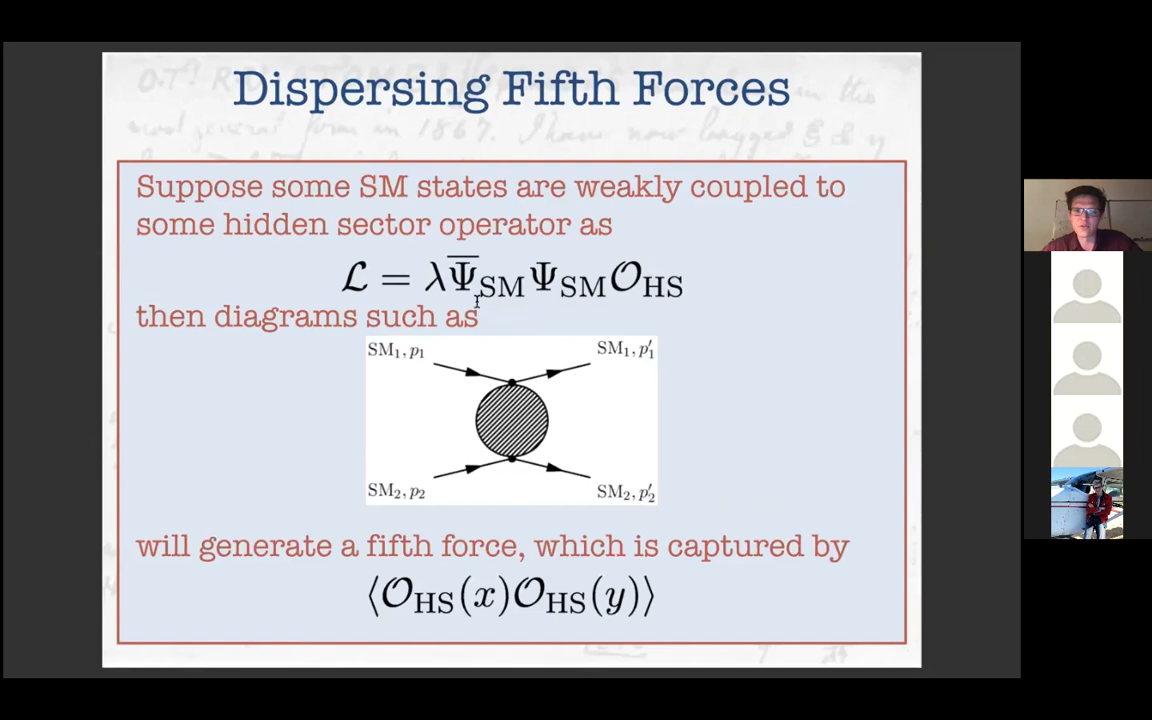 Dispersing Fifth Forces
Suppose some SM states are weakly coupled to
some hidden sector operator as
ℒ = λΨ̅_SM Ψ_SM 𝒪_HS
then diagrams such as
SM₁, p₁ SM₁, p′₁
SM₂, p₂ SM₂, p′₂
will generate a fifth force, which is captured by
⟨𝒪_HS(x)𝒪_HS(y)⟩